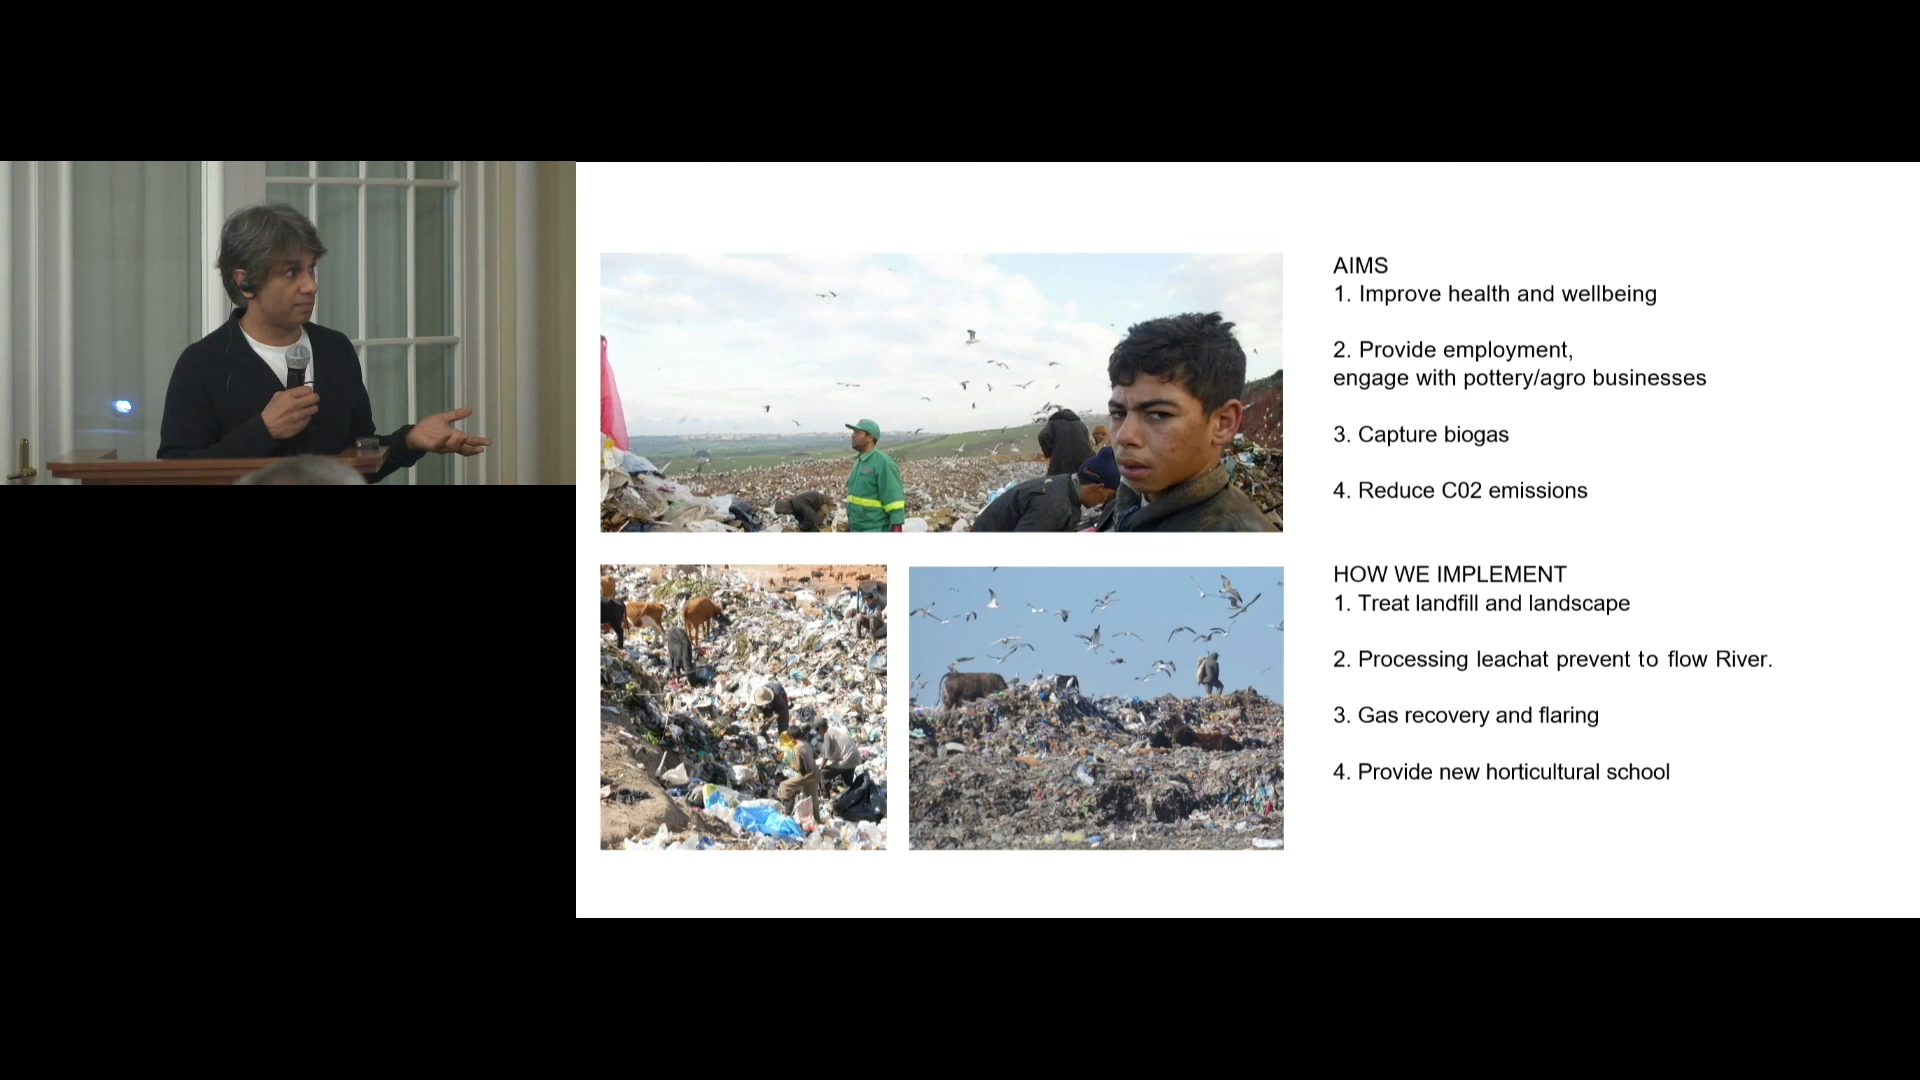 AIMS
1. Improve health and wellbeing
2. Provide employment,
engage with pottery/agro businesses
3. Capture biogas
4. Reduce C02 emissions
HOW WE IMPLEMENT
1. Treat landfill and landscape
2. Processing leachat prevent to flow River.
3. Gas recovery and flaring
4. Provide new horticultural school